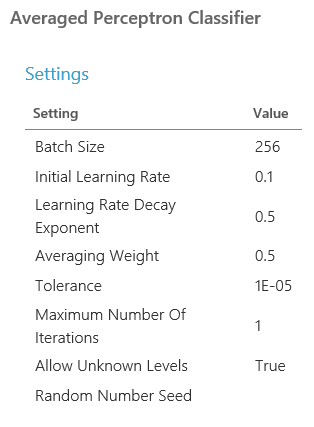 Averaged Perceptron Classifier
Settings
Setting Value
Batch Size 256
Initial Learning Rate 0.1
Learning Rate Decay
Exponent 0.5
Averaging Weight 0.5
Tolerance 1E-05
Maximum Number Of
Iterations 1
Allow Unknown Levels True
Random Number Seed